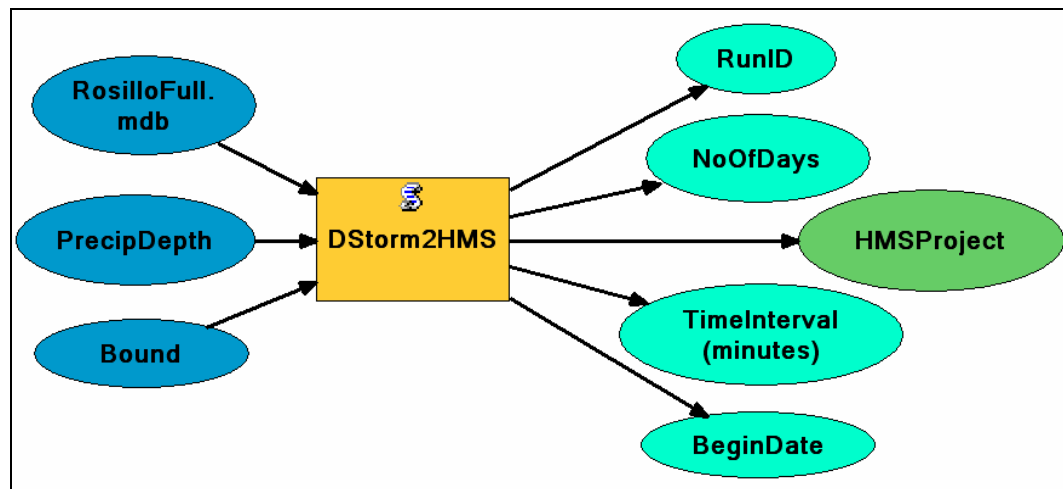 RosilloFull.
mdb
PrecipDepth
Bound
DStorm2HMS
RunID
NoOfDays
HMSProject
TimeInterval
(minutes)
BeginDate